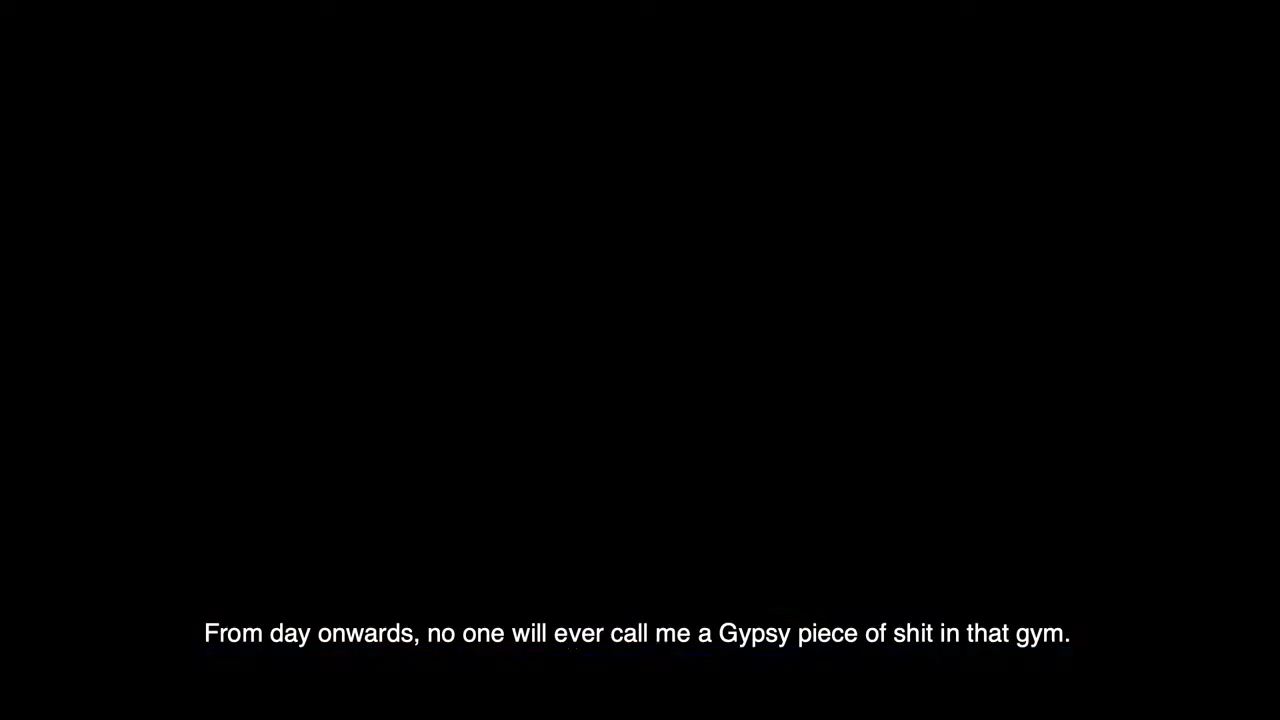 From day onwards, no one will ever call me a Gypsy piece of shit in that gym.